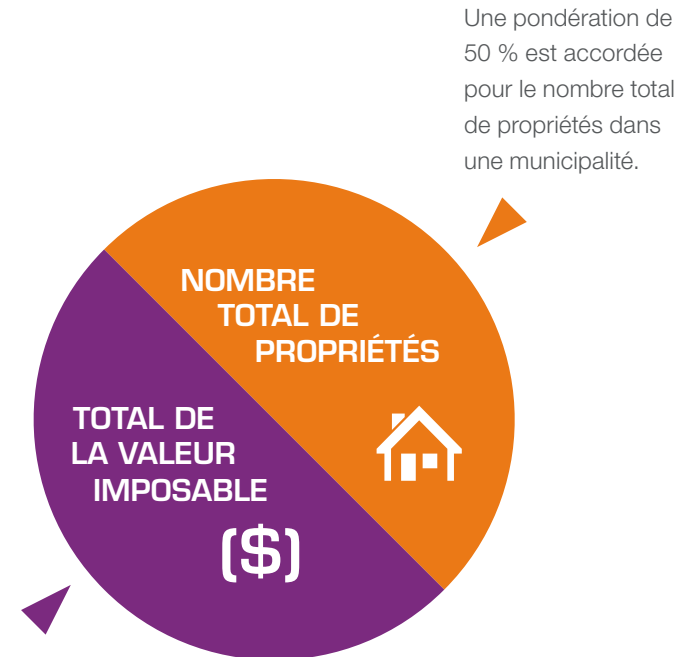 Une pondération de
50 % est accordée
pour le nombre total
de propriétés dans
une municipalité.
NOMBRE
TOTAL DE
PROPRIÉTÉS
TOTAL DE
LA VALEUR
IMPOSABLE
($)